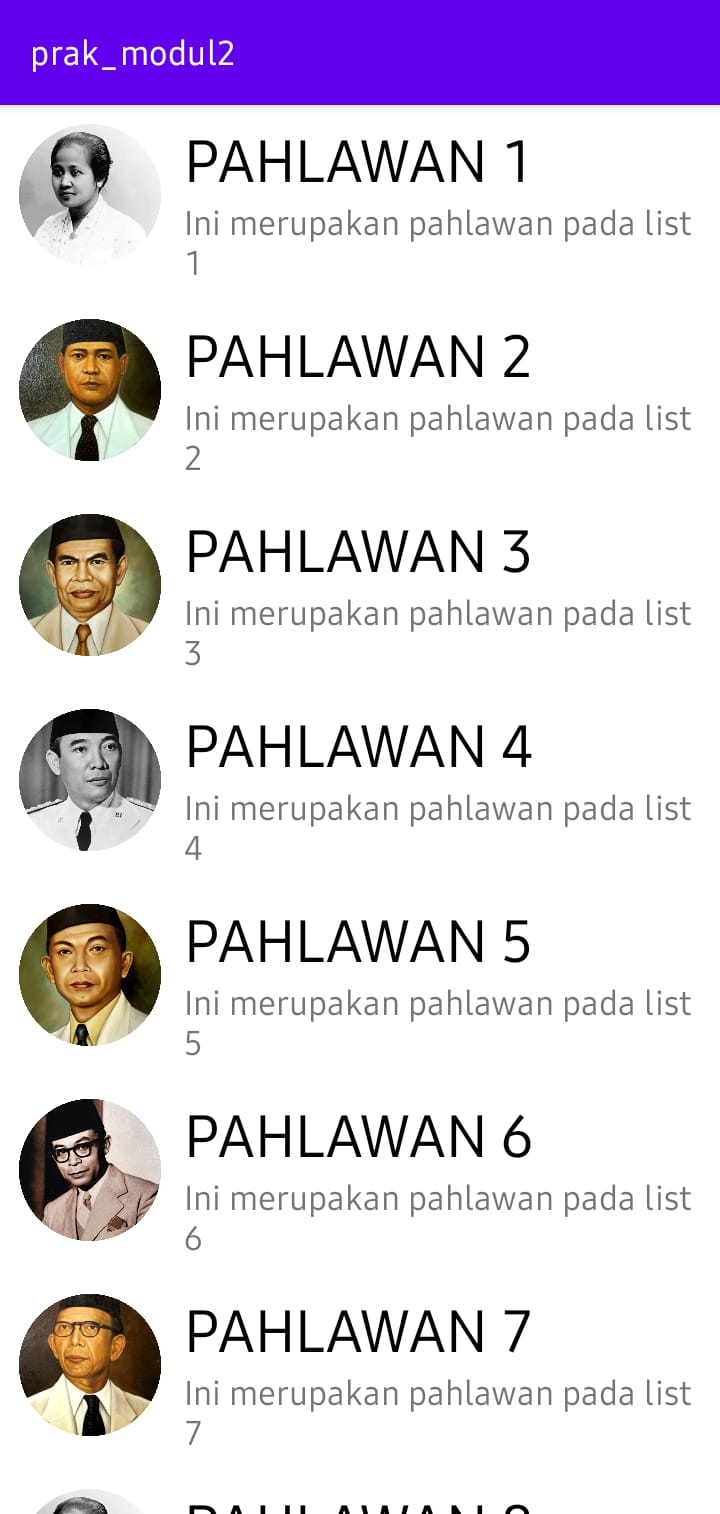 prak_modul2
PAHLAWAN 1
Ini merupakan pahlawan pada list
1
PAHLAWAN 2
Ini merupakan pahlawan pada list
2
PAHLAWAN 3
Ini merupakan pahlawan pada list
3
PAHLAWAN 4
Ini merupakan pahlawan pada list
4
PAHLAWAN 5
Ini merupakan pahlawan pada list
5
PAHLAWAN 6
Ini merupakan pahlawan pada list
6
PAHLAWAN 7
Ini merupakan pahlawan pada list
7